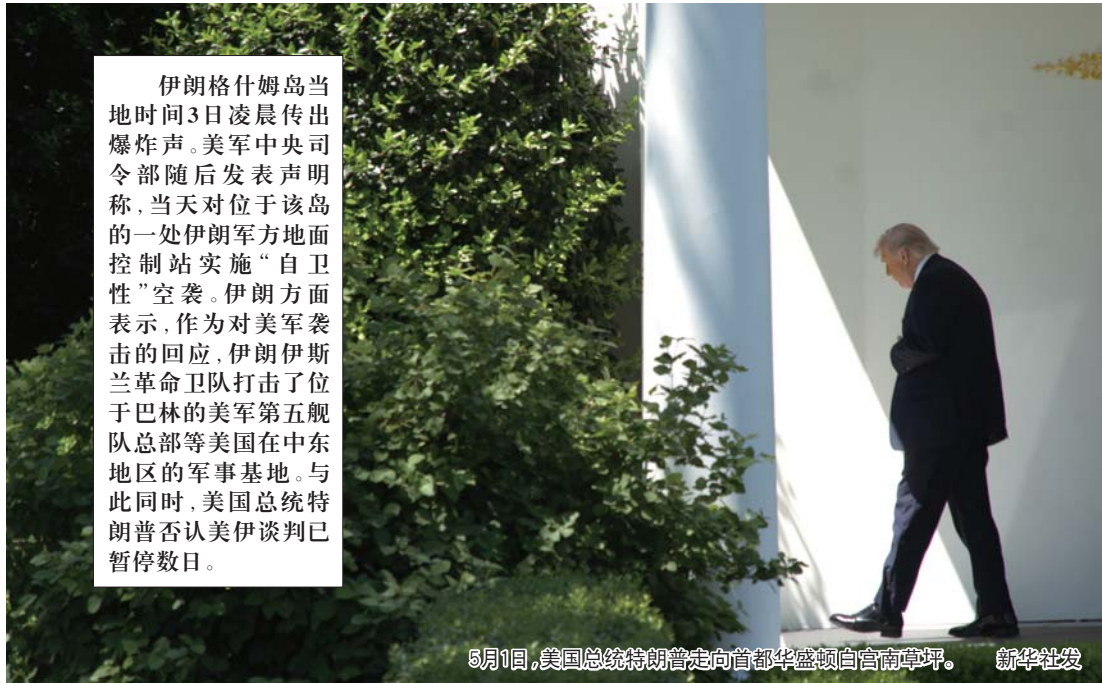 伊朗格什姆岛当
地时间3日凌晨传出
爆炸声。美军中央司
令部随后发表声明
称，当天对位于该岛
的一处伊朗军方地面
控制站实施“自卫
性”空袭。伊朗方面
表示，作为对美军袭
击的回应，伊朗伊斯
兰革命卫队打击了位
于巴林的美军第五舰
队总部等美国在中东
地区的军事基地。与
此同时，美国总统特
朗普否认美伊谈判已
暂停数日。
5月1日，美国总统特朗普走向首都华盛顿白宫南草坪。 新华社发